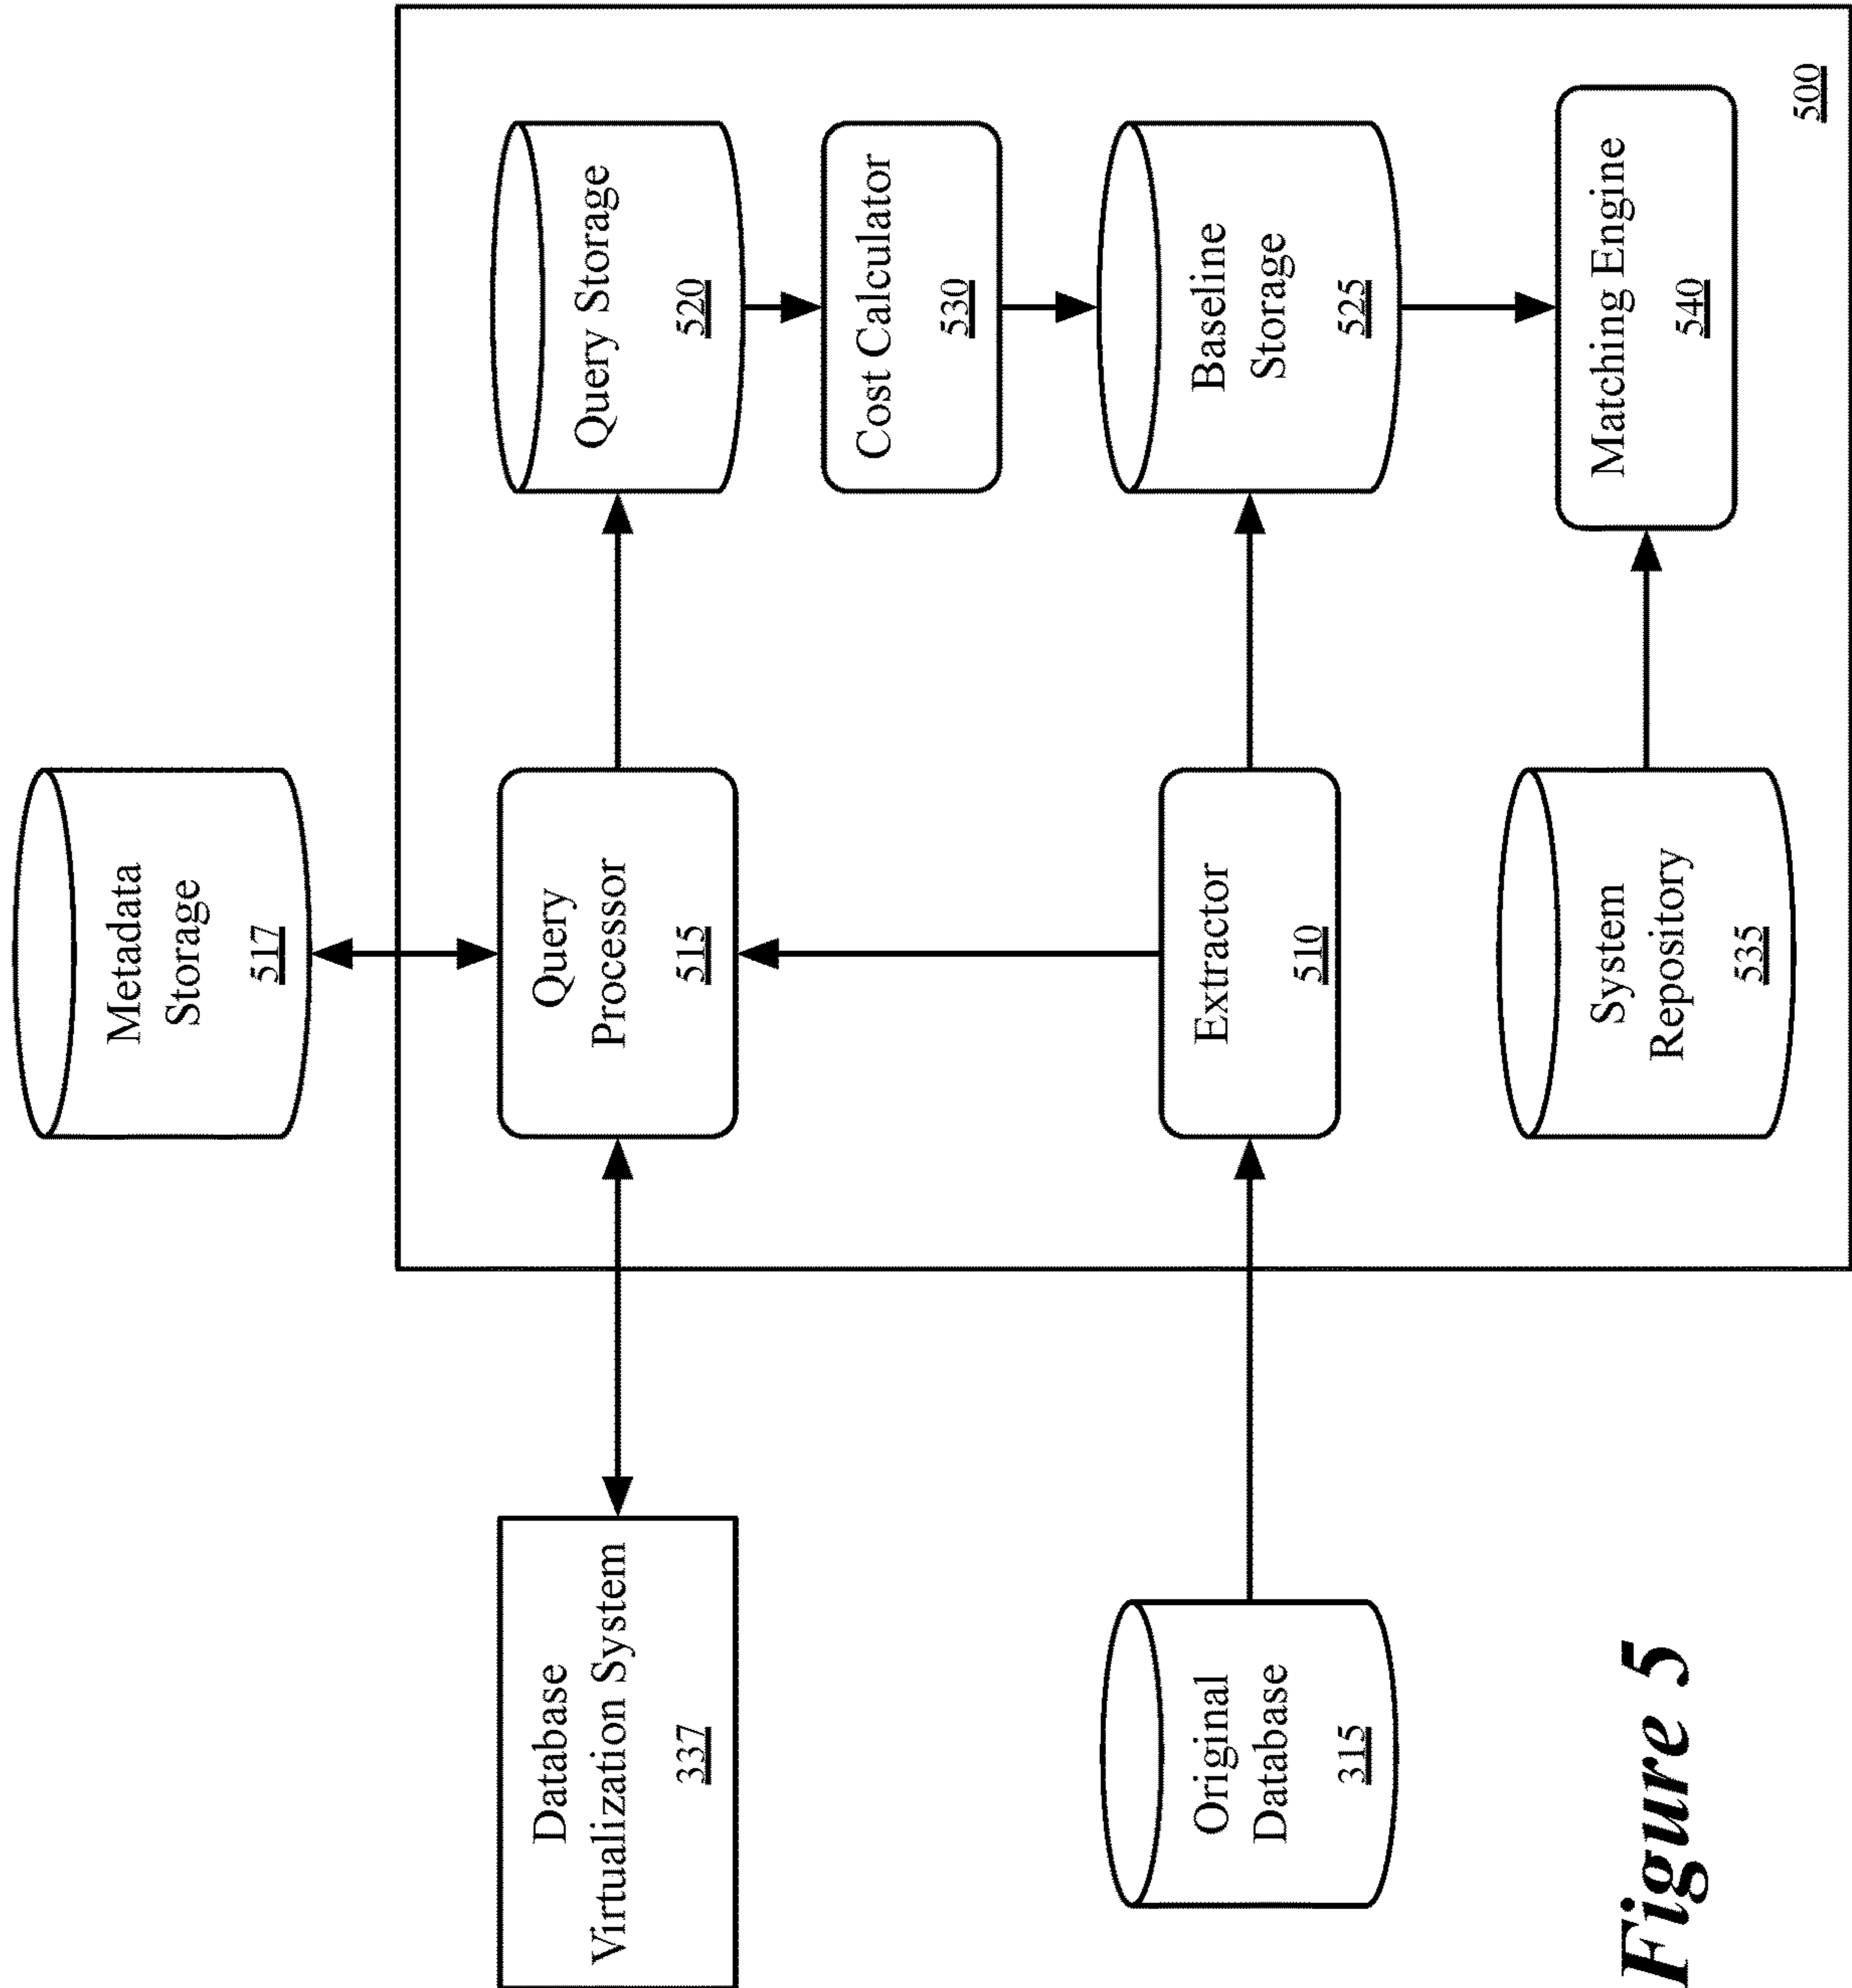 Metadata
Storage
517
Database
Virtualization System
337
Query
Processor
515
Query Storage
520
Cost Calculator
530
Original
Database
315
Extractor
510
Baseline
Storage
525
System
Repository
535
Matching Engine
540
500
Figure 5